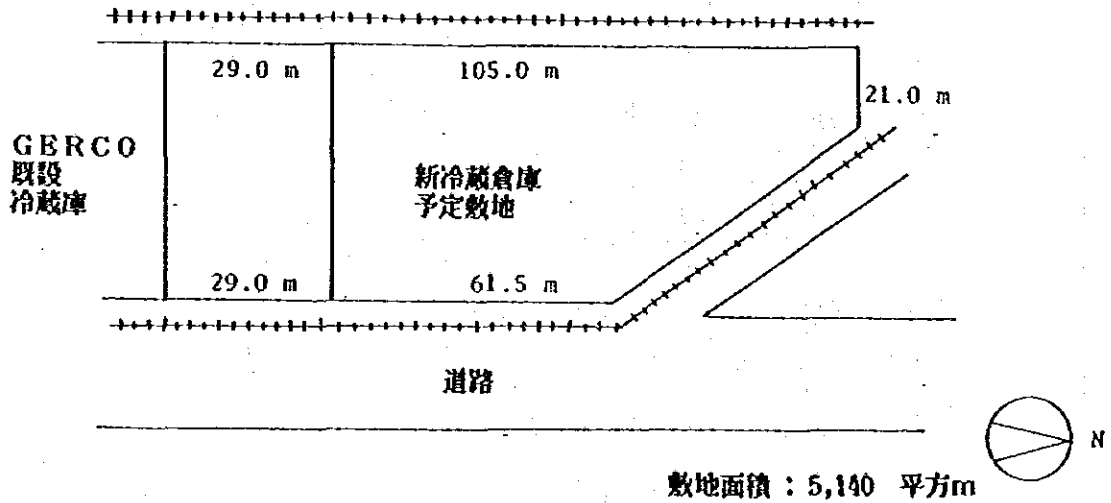 29.0 m
105.0 m
21.0 m
GERCO
既設
冷蔵庫
新冷蔵倉庫
予定敷地
29.0 m
61.5 m
道路
N
敷地面積：5,140 平方m